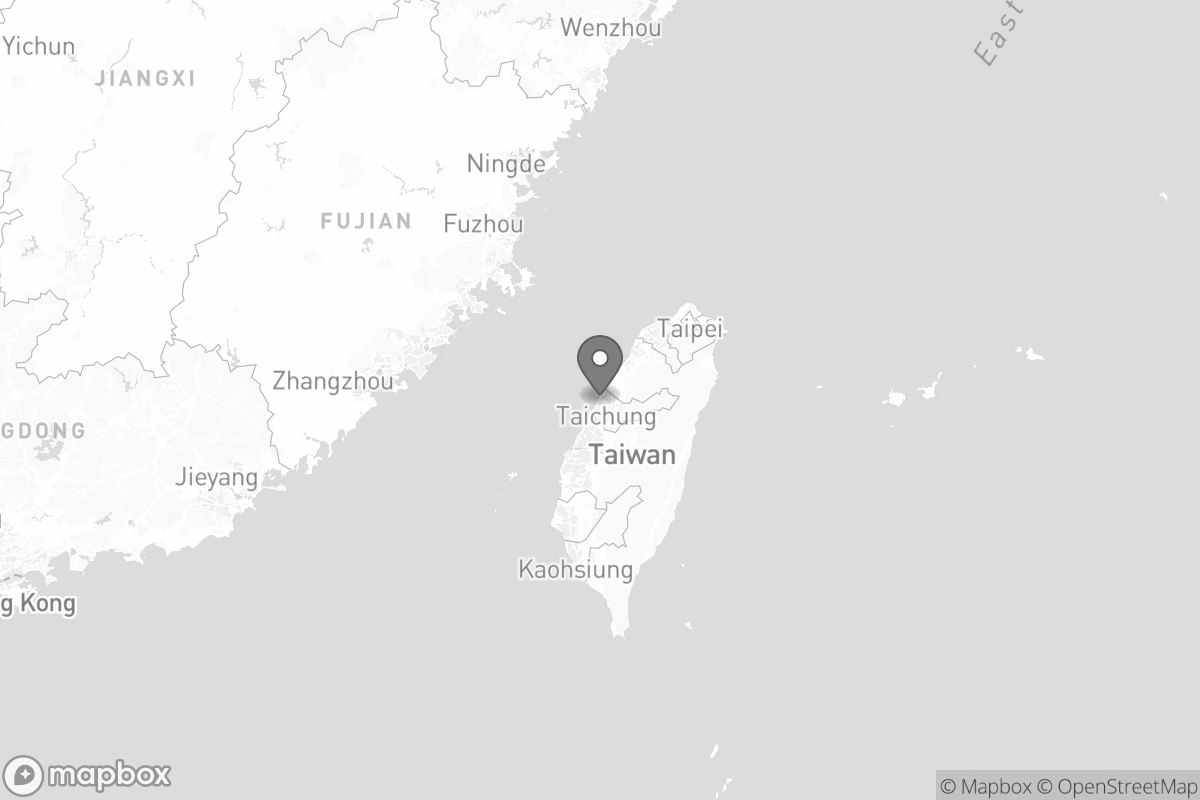 Wenzhou
East
Yichun
JIANGXI
Ningde
FUJIAN
Fuzhou
Taipei
Zhangzhou
Taichung
GDONG
Taiwan
Jieyang
Kaohsiung
g Kong
mapbox
© Mapbox © OpenStreetMap